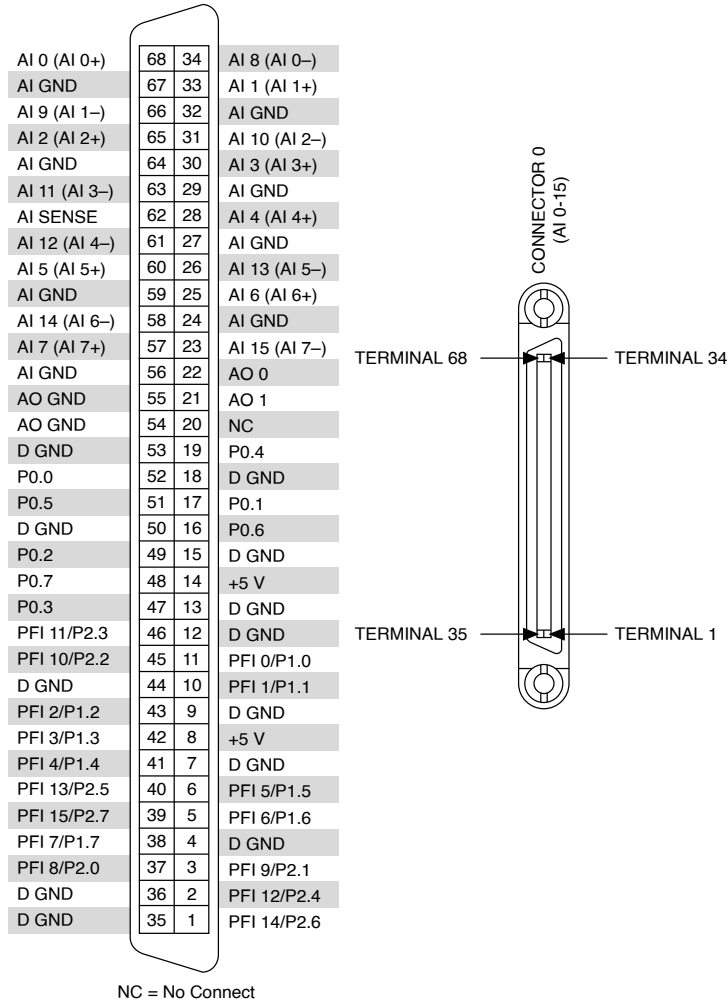 AI 0 (AI 0+) 68 34 AI 8 (AI 0–)
AI GND 67 33 AI 1 (AI 1+)
AI 9 (AI 1–) 66 32 AI GND
AI 2 (AI 2+) 65 31 AI 10 (AI 2–)
AI GND 64 30 AI 3 (AI 3+)
AI 11 (AI 3–) 63 29 AI GND
AI SENSE 62 28 AI 4 (AI 4+)
AI 12 (AI 4–) 61 27 AI GND
AI 5 (AI 5+) 60 26 AI 13 (AI 5–)
AI GND 59 25 AI 6 (AI 6+)
AI 14 (AI 6–) 58 24 AI GND
AI 7 (AI 7+) 57 23 AI 15 (AI 7–)
AI GND 56 22 AO 0
AO GND 55 21 AO 1
AO GND 54 20 NC
D GND 53 19 P0.4
P0.0 52 18 D GND
P0.5 51 17 P0.1
D GND 50 16 P0.6
P0.2 49 15 D GND
P0.7 48 14 +5 V
P0.3 47 13 D GND
PFI 11/P2.3 46 12 D GND
PFI 10/P2.2 45 11 PFI 0/P1.0
D GND 44 10 PFI 1/P1.1
PFI 2/P1.2 43 9 D GND
PFI 3/P1.3 42 8 +5 V
PFI 4/P1.4 41 7 D GND
PFI 13/P2.5 40 6 PFI 5/P1.5
PFI 15/P2.7 39 5 PFI 6/P1.6
PFI 7/P1.7 38 4 D GND
PFI 8/P2.0 37 3 PFI 9/P2.1
D GND 36 2 PFI 12/P2.4
D GND 35 1 PFI 14/P2.6
NC = No Connect
CONNECTOR 0
(AI 0-15)
TERMINAL 68
TERMINAL 34
TERMINAL 35
TERMINAL 1